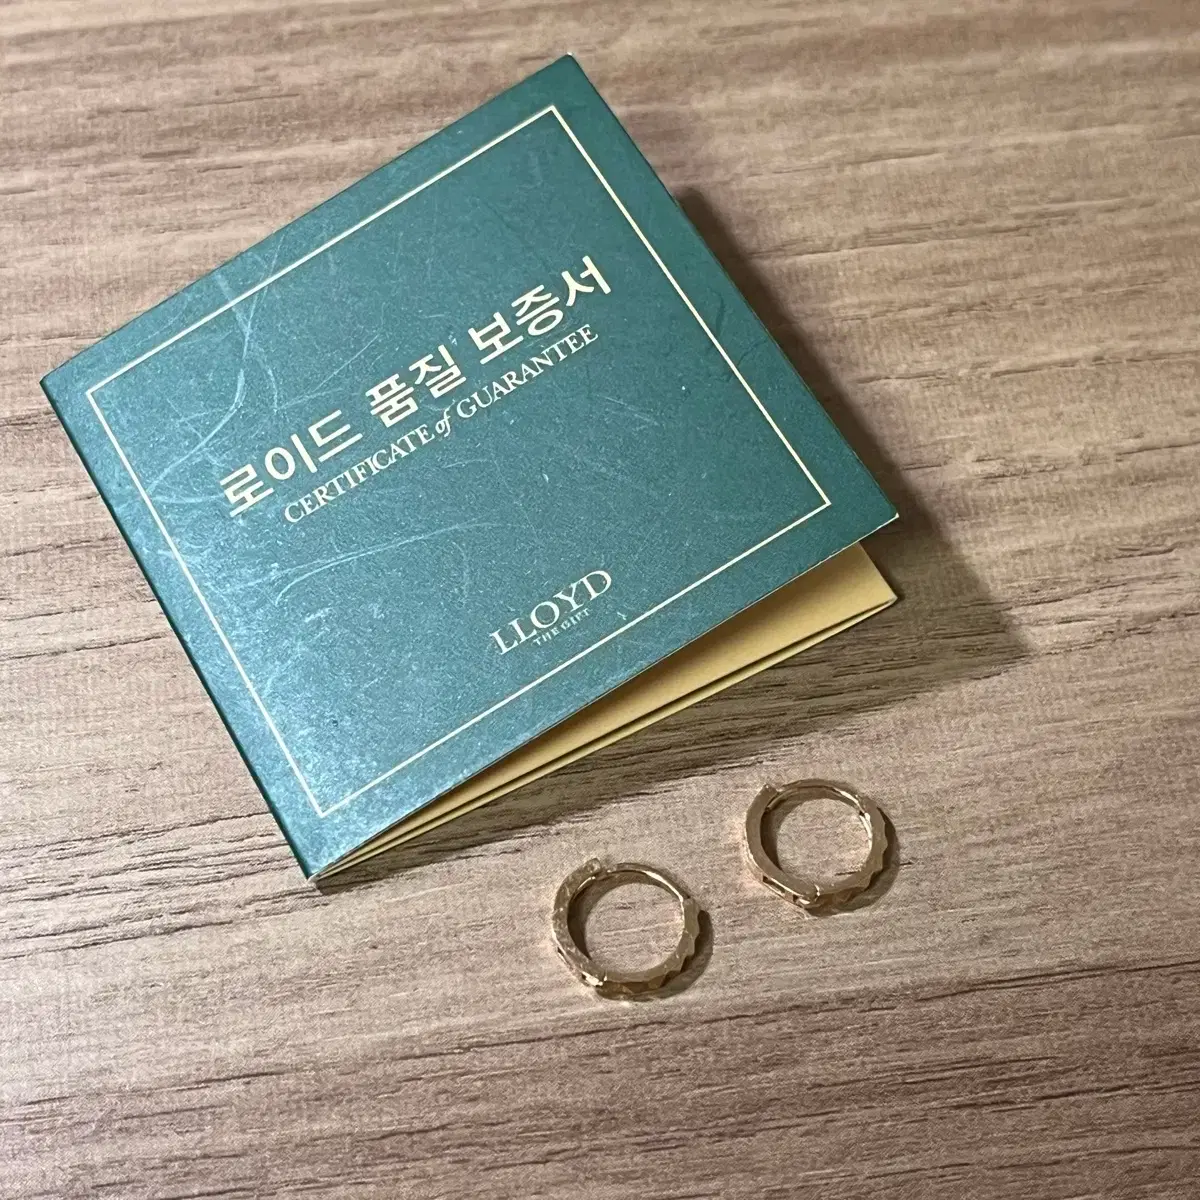 로이드 품질 보증서
CERTIFICATE of GUARANTEE
LLOYD
THE GIFT